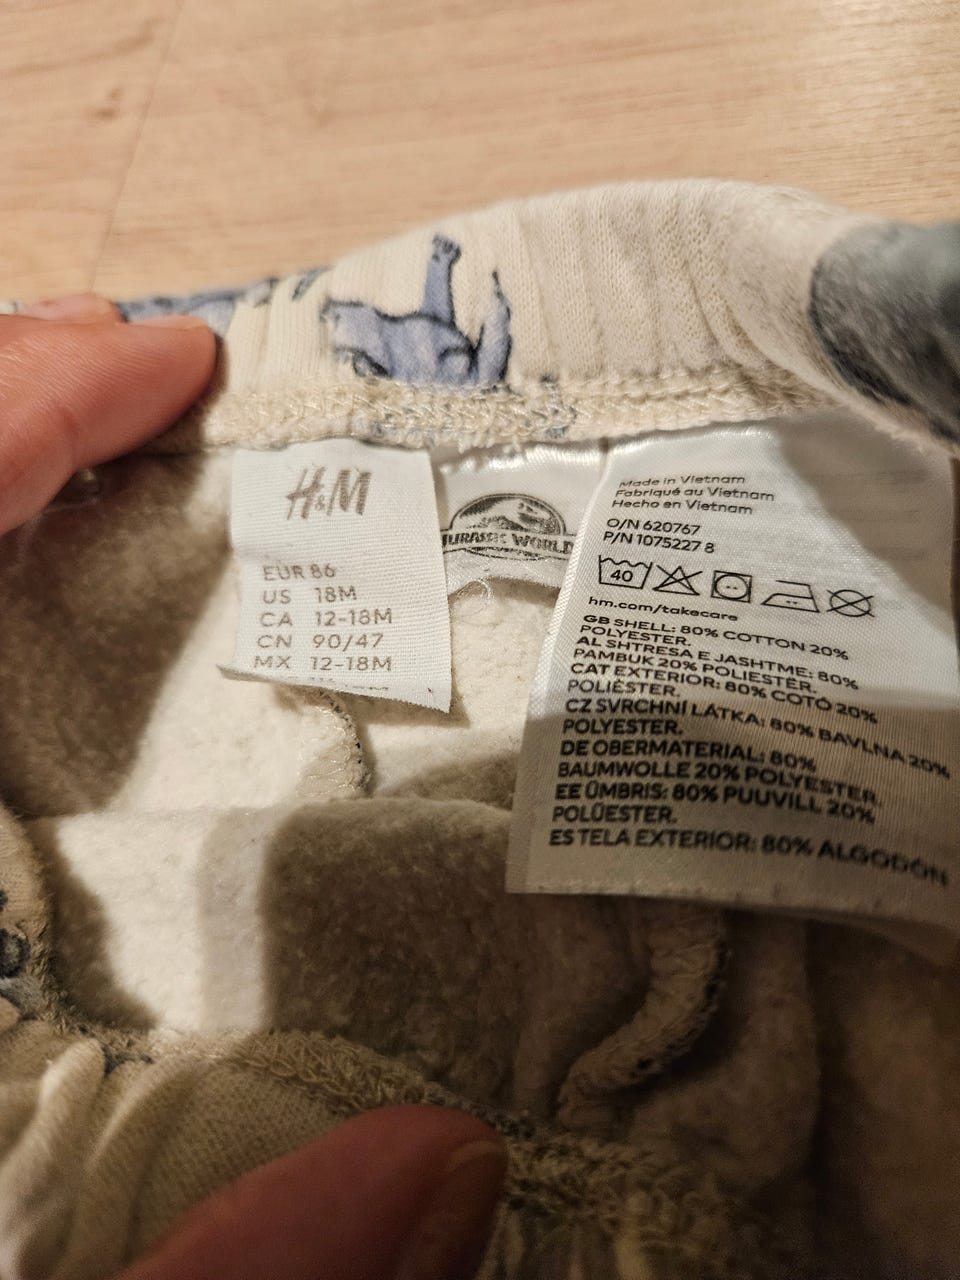 H&M
EUR 86
US 18M
CA 12-18M
CN 90/47
MX 12-18M
JURASSIC WORLD
Made in Vietnam
Fabriqué au Vietnam
Hecho en Vietnam
O/N 620767
P/N 1075227 8
40
hm.com/takecare
GB SHELL: 80% COTTON 20%
POLYESTER.
AL SHTRESA E JASHTME: 80%
PAMBUK 20% POLIESTER.
CAT EXTERIOR: 80% COTÓ 20%
POLIÈSTER.
CZ SVRCHNÍ LÁTKA: 80% BAVLNA 20%
POLYESTER.
DE OBERMATERIAL: 80%
BAUMWOLLE 20% POLYESTER.
EE ÜMBRIS: 80% PUUVILL 20%
POLÜESTER.
ES TELA EXTERIOR: 80% ALGODÓN